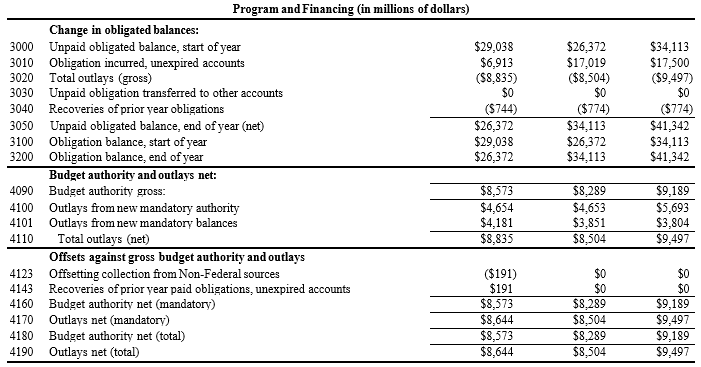 Program and Financing (in millions of dollars)
Change in obligated balances:
3000 Unpaid obligated balance, start of year $29,038 $26,372 $34,113
3010 Obligation incurred, unexpired accounts $6,913 $17,019 $17,500
3020 Total outlays (gross) ($8,835) ($8,504) ($9,497)
3030 Unpaid obligation transferred to other accounts $0 $0 $0
3040 Recoveries of prior year obligations ($744) ($774) ($774)
3050 Unpaid obligated balance, end of year (net) $26,372 $34,113 $41,342
3100 Obligation balance, start of year $29,038 $26,372 $34,113
3200 Obligation balance, end of year $26,372 $34,113 $41,342
Budget authority and outlays net:
4090 Budget authority gross: $8,573 $8,289 $9,189
4100 Outlays from new mandatory authority $4,654 $4,653 $5,693
4101 Outlays from new mandatory balances $4,181 $3,851 $3,804
4110 Total outlays (net) $8,835 $8,504 $9,497
Offsets against gross budget authority and outlays
4123 Offsetting collection from Non-Federal sources ($191) $0 $0
4143 Recoveries of prior year paid obligations, unexpired accounts $191 $0 $0
4160 Budget authority net (mandatory) $8,573 $8,289 $9,189
4170 Outlays net (mandatory) $8,644 $8,504 $9,497
4180 Budget authority net (total) $8,573 $8,289 $9,189
4190 Outlays net (total) $8,644 $8,504 $9,497